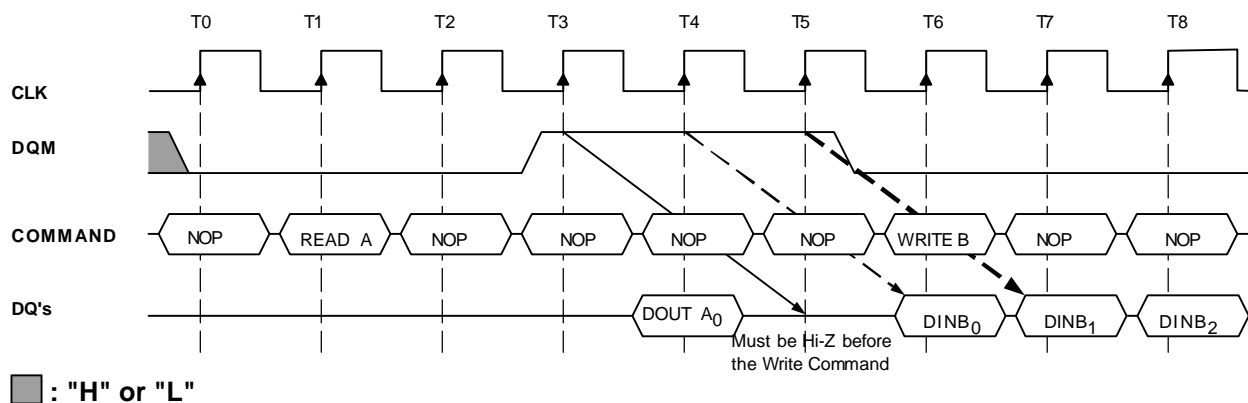 T0 T1 T2 T3 T4 T5 T6 T7 T8
CLK
DQM
COMMAND NOP READ A NOP NOP NOP NOP WRITE B NOP NOP
DQ's DOUT A0 DINB0 DINB1 DINB2
Must be Hi-Z before
the Write Command
: "H" or "L"